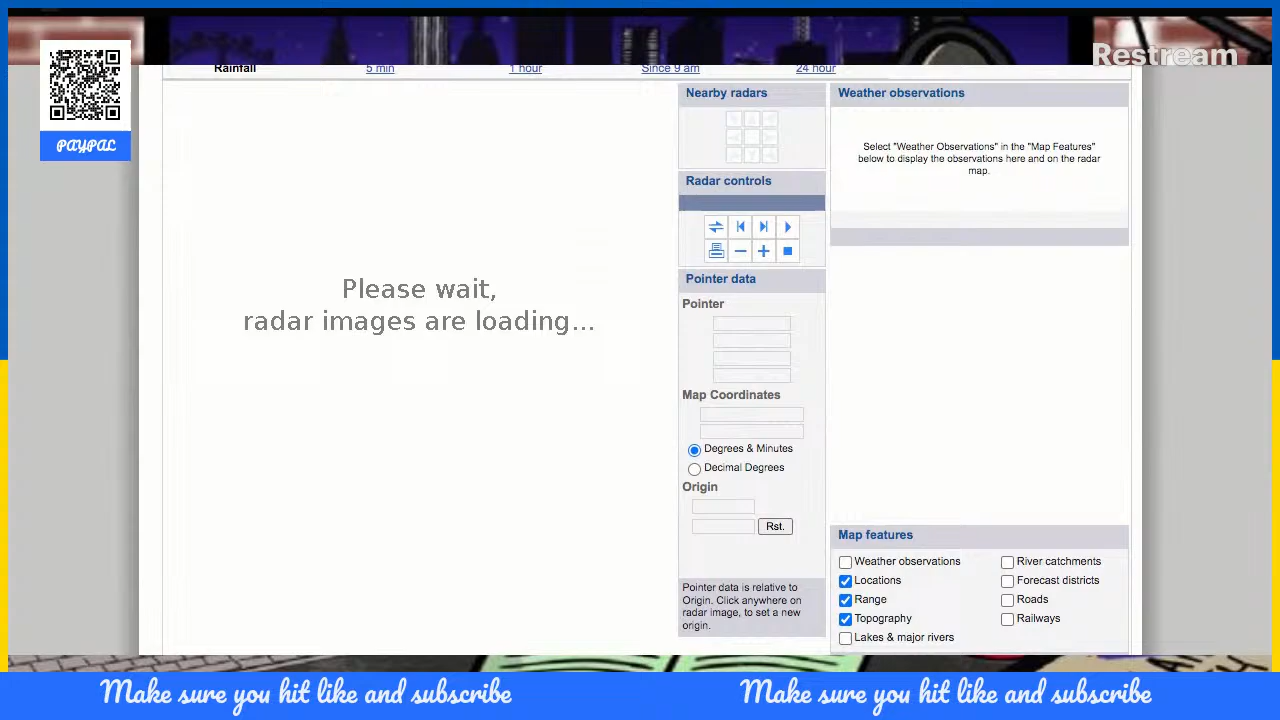 Restream
PAYPAL
Rainfall 5 min 1 hour Since 9 am 24 hour
Please wait,
radar images are loading...
Nearby radars
Radar controls
Pointer data
Pointer
Map Coordinates
Degrees & Minutes
Decimal Degrees
Origin
Rst.
Pointer data is relative to
Origin. Click anywhere on
radar image, to set a new
origin.
Weather observations
Select "Weather Observations" in the "Map Features"
below to display the observations here and on the radar
map.
Map features
Weather observations River catchments
Locations Forecast districts
Range Roads
Topography Railways
Lakes & major rivers
Make sure you hit like and subscribe Make sure you hit like and subscribe